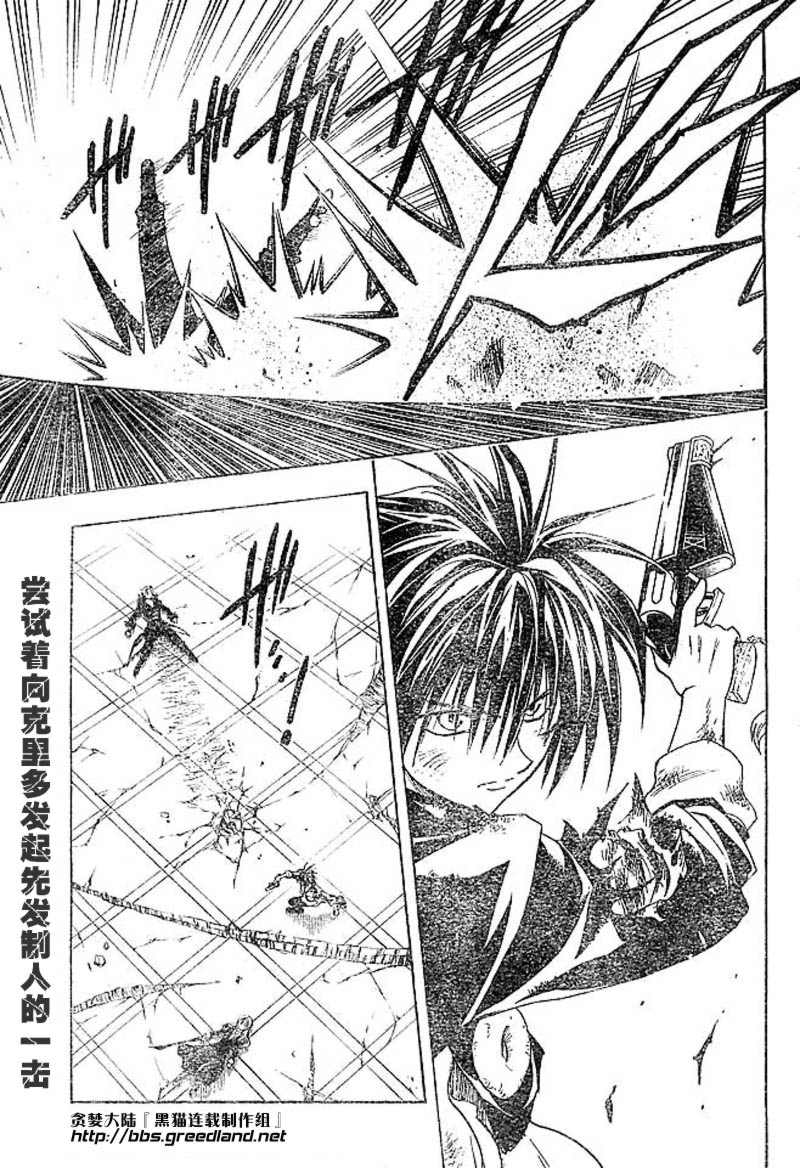 尝试着向克里多发起先发制人的一击
XIII
贪婪大陆『黑猫连载制作组』
http://bbs.greedland.net